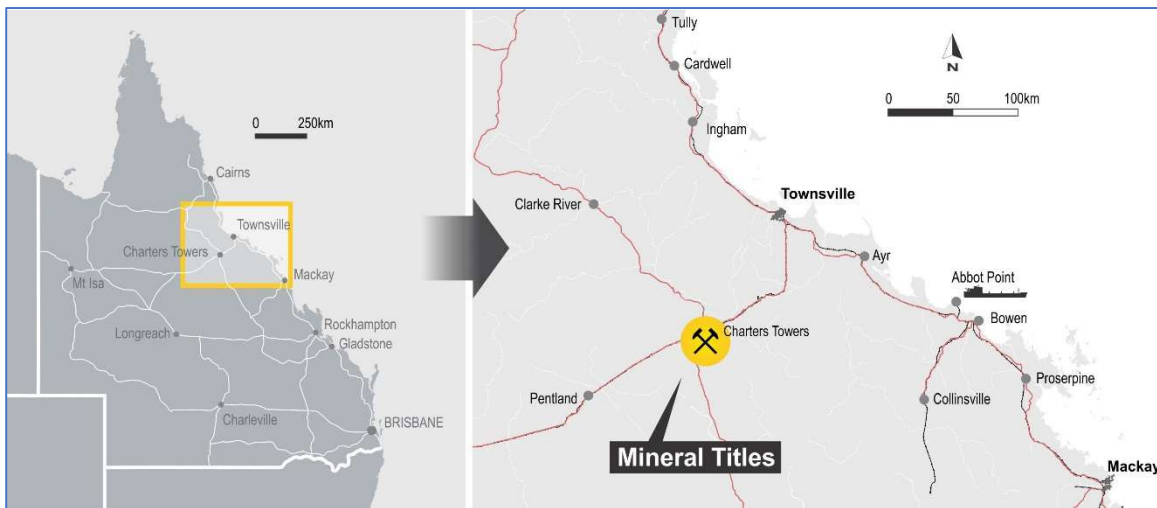 0 250km
Cairns
Townsville
Charters Towers
Mt Isa
Mackay
Longreach
Rockhampton
Gladstone
Charleville
BRISBANE
Tully
Cardwell
N
0 50 100km
Ingham
Clarke River
Townsville
Ayr
Abbot Point
Bowen
Charters Towers
Proserpine
Pentland
Collinsville
Mineral Titles
Mackay